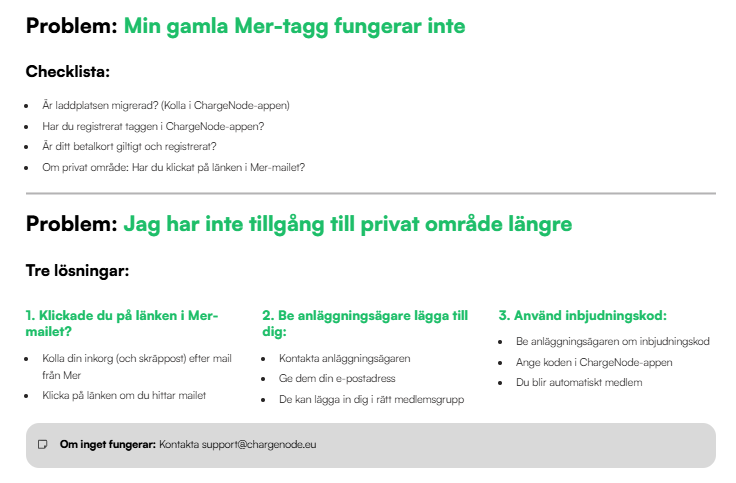 Problem: Min gamla Mer-tagg fungerar inte
Checklista:
• Är laddplatsen migrerad? (Kolla i ChargeNode-appen)
• Har du registrerat taggen i ChargeNode-appen?
• Är ditt betalkort giltigt och registrerat?
• Om privat område: Har du klickat på länken i Mer-mailet?
Problem: Jag har inte tillgång till privat område längre
Tre lösningar:
1. Klickade du på länken i Mer-
mailet?
• Kolla din inkorg (och skräppost) efter mail
från Mer
• Klicka på länken om du hittar mailet
2. Be anläggningsägare lägga till
dig:
• Kontakta anläggningsägaren
• Ge dem din e-postadress
• De kan lägga in dig i rätt medlemsgrupp
3. Använd inbjudningskod:
• Be anläggningsägaren om inbjudningskod
• Ange koden i ChargeNode-appen
• Du blir automatiskt medlem
Om inget fungerar: Kontakta support@chargenode.eu